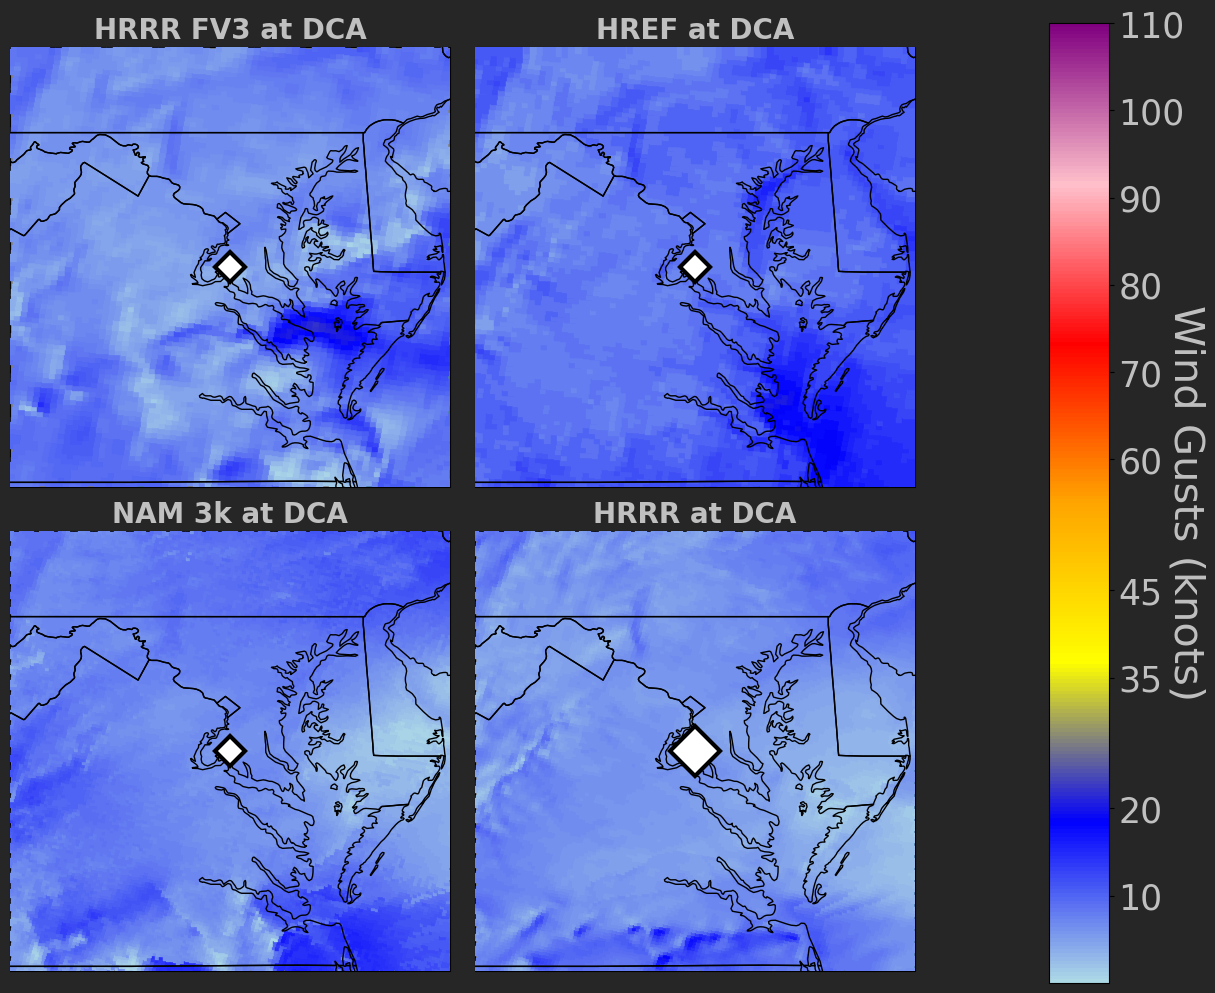 HRRR FV3 at DCA
HREF at DCA
NAM 3k at DCA
HRRR at DCA
110
100
90
80
70
60
45
35
20
10
Wind Gusts (knots)